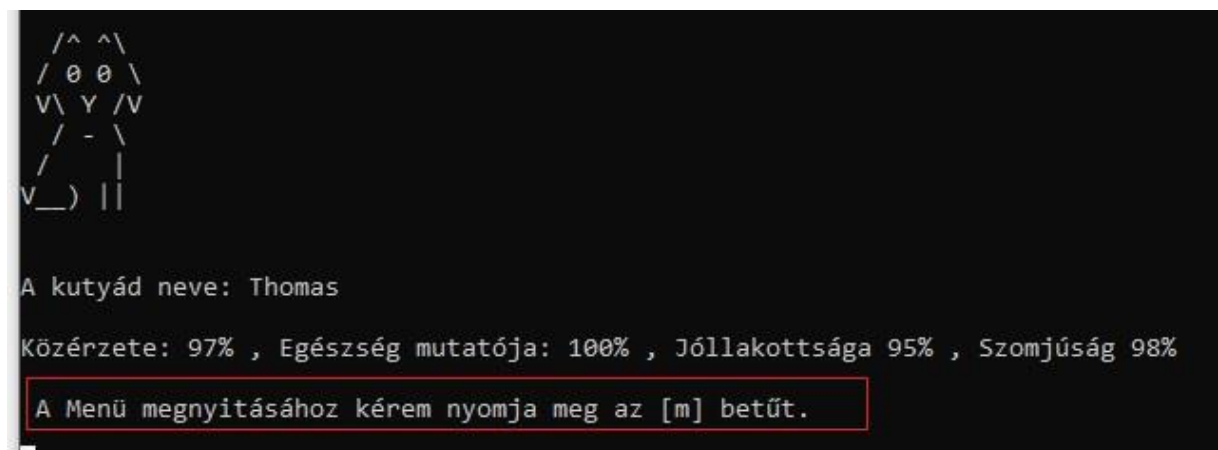 /^ ^\
/ 0 0 \
V\ Y /V
/ - \
/    |
V__) ||
A kutyád neve: Thomas
Közérzete: 97% , Egészség mutatója: 100% , Jóllakottsága 95% , Szomjúság 98%
A Menü megnyitásához kérem nyomja meg az [m] betűt.